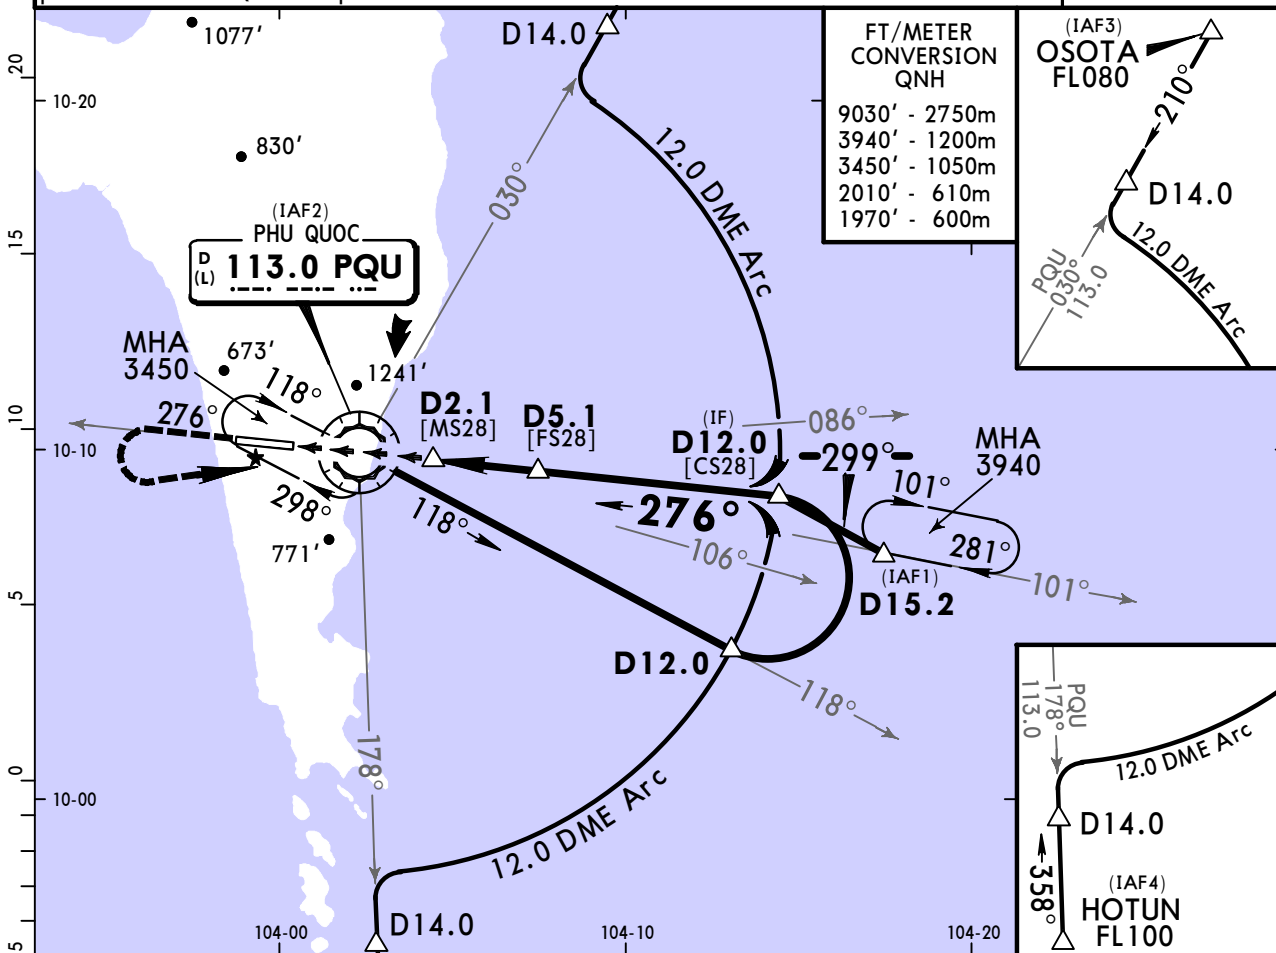 1077'
D14.0
FT/METER
CONVERSION
QNH
9030' - 2750m
3940' - 1200m
3450' - 1050m
2010' - 610m
1970' - 600m
(IAF3)
OSOTA
FL080
210°
D14.0
12.0 DME Arc
PQU
030°
113.0
20
10-20
830'
030°
12.0 DME Arc
(IAF2)
PHU QUOC
D
(L)
113.0 PQU
15
MHA
3450
673'
1241'
118°
276°
D2.1
[MS28]
D5.1
[FS28]
(IF)
D12.0
[CS28]
086°
299°
MHA
3940
10
10-10
101°
298°
118°
276°
106°
281°
771'
(IAF1)
D15.2
101°
5
D12.0
118°
178°
PQU
178°
113.0
12.0 DME Arc
0
10-00
12.0 DME Arc
D14.0
358°
(IAF4)
HOTUN
FL100
D14.0
5
104-00
104-10
104-20